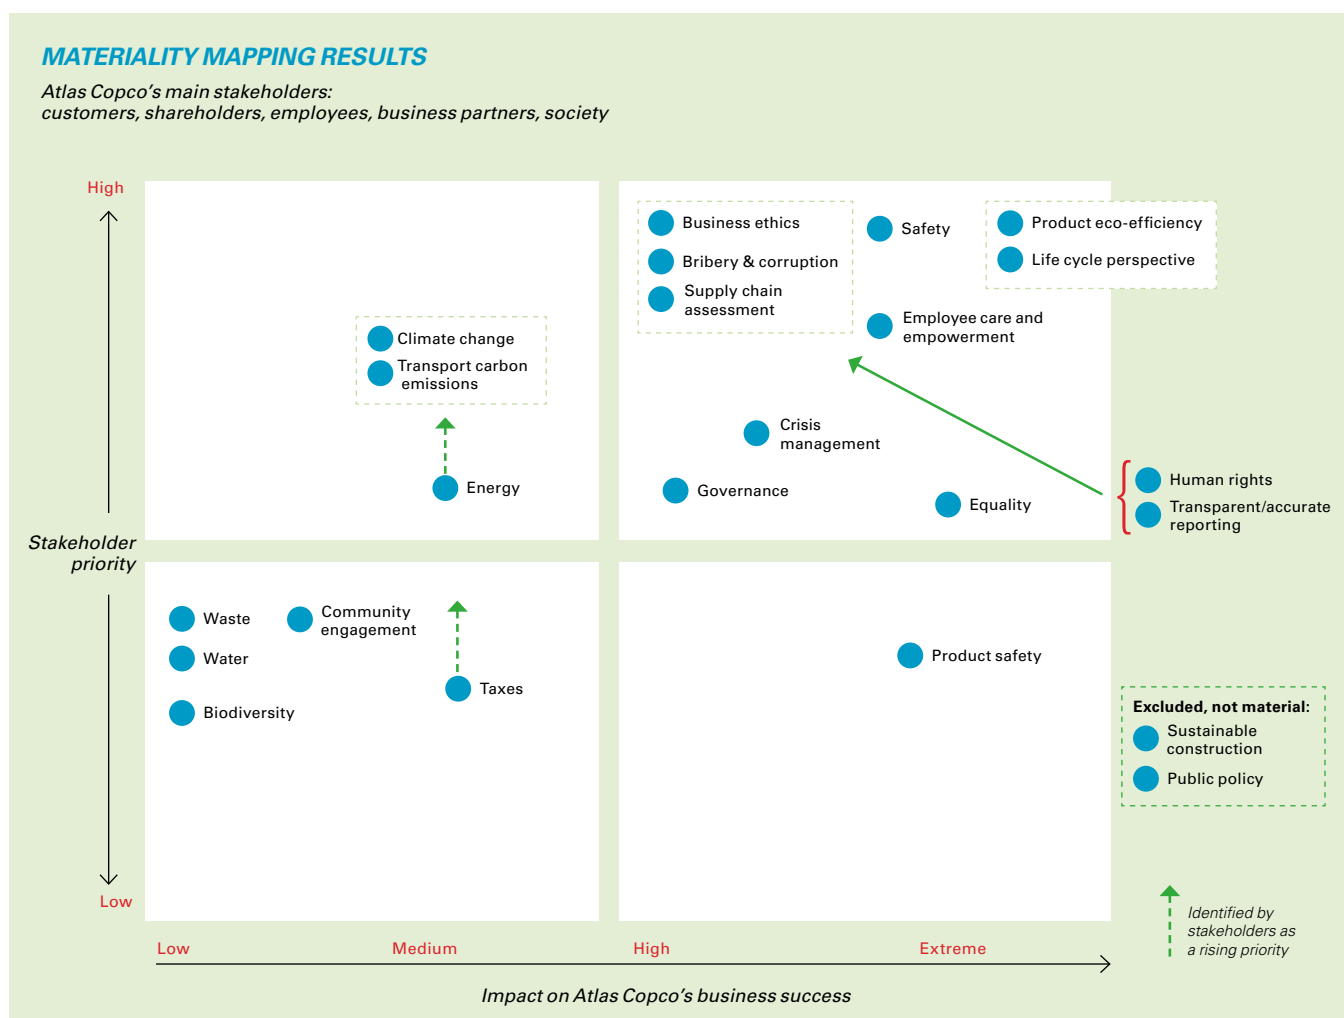 MATERIALITY MAPPING RESULTS
Atlas Copco's main stakeholders:
customers, shareholders, employees, business partners, society
High
Business ethics
Bribery & corruption
Supply chain
assessment
Safety
Product eco-efficiency
Life cycle perspective
Employee care and
empowerment
Climate change
Transport carbon
emissions
Crisis
management
Energy
Governance
Equality
Human rights
Transparent/accurate
reporting
Stakeholder
priority
Waste
Community
engagement
Water
Taxes
Biodiversity
Product safety
Excluded, not material:
Sustainable
construction
Public policy
Low
Identified by
stakeholders as
a rising priority
Low
Medium
High
Extreme
Impact on Atlas Copco's business success